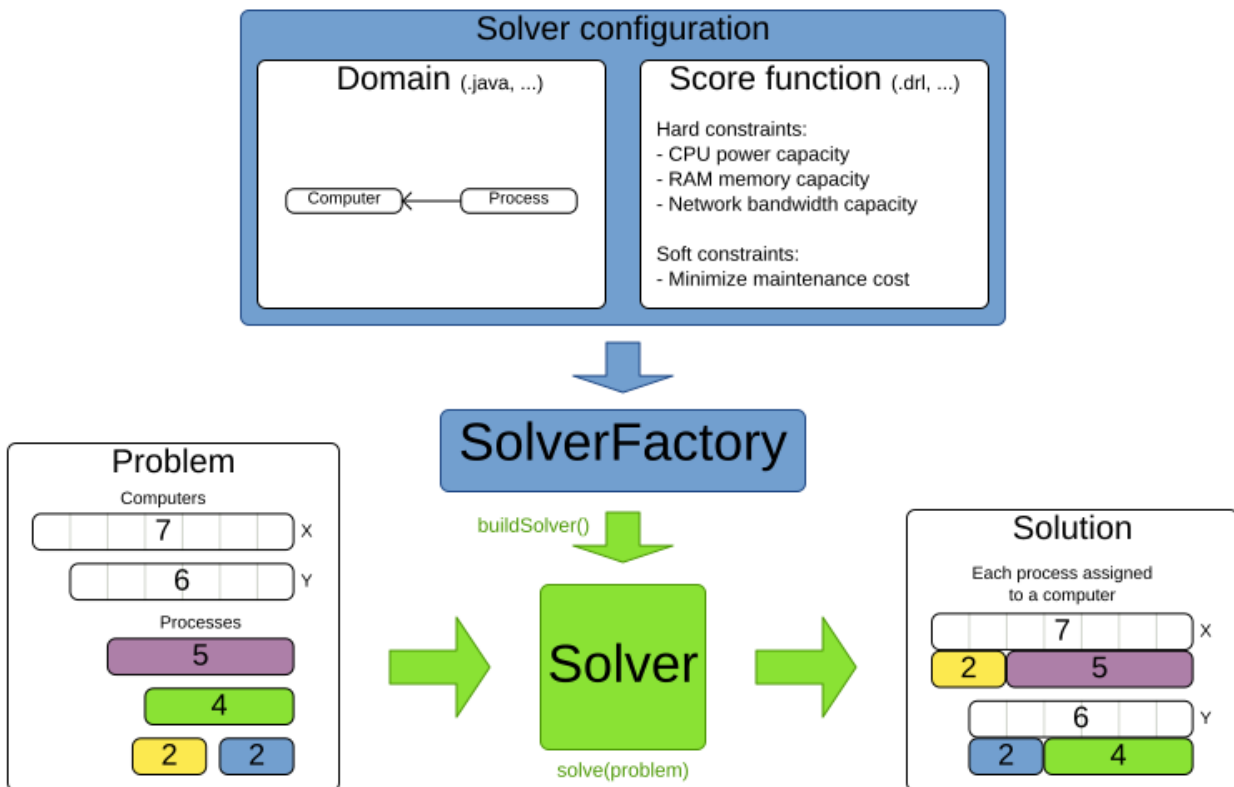 Solver configuration
Domain (.java, ...)
Computer
Process
Score function (.drl, ...)
Hard constraints:
- CPU power capacity
- RAM memory capacity
- Network bandwidth capacity
Soft constraints:
- Minimize maintenance cost
SolverFactory
buildSolver()
Problem
Computers
7 X
6 Y
Processes
5
4
2 2
Solver
solve(problem)
Solution
Each process assigned
to a computer
7 X
2 5
6 Y
2 4